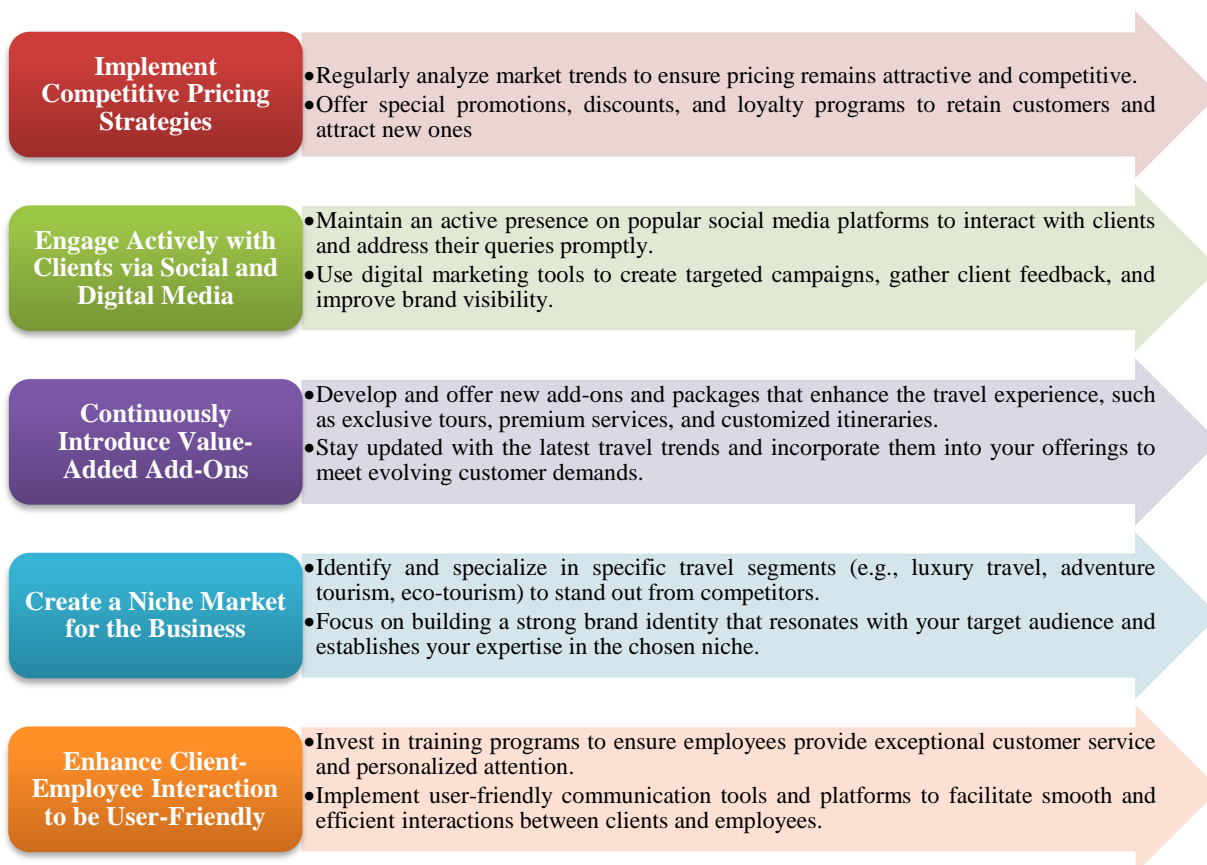 Implement
Competitive Pricing
Strategies
•Regularly analyze market trends to ensure pricing remains attractive and competitive.
•Offer special promotions, discounts, and loyalty programs to retain customers and
attract new ones
Engage Actively with
Clients via Social and
Digital Media
•Maintain an active presence on popular social media platforms to interact with clients
and address their queries promptly.
•Use digital marketing tools to create targeted campaigns, gather client feedback, and
improve brand visibility.
Continuously
Introduce Value-
Added Add-Ons
•Develop and offer new add-ons and packages that enhance the travel experience, such
as exclusive tours, premium services, and customized itineraries.
•Stay updated with the latest travel trends and incorporate them into your offerings to
meet evolving customer demands.
Create a Niche Market
for the Business
•Identify and specialize in specific travel segments (e.g., luxury travel, adventure
tourism, eco-tourism) to stand out from competitors.
•Focus on building a strong brand identity that resonates with your target audience and
establishes your expertise in the chosen niche.
Enhance Client-
Employee Interaction
to be User-Friendly
•Invest in training programs to ensure employees provide exceptional customer service
and personalized attention.
•Implement user-friendly communication tools and platforms to facilitate smooth and
efficient interactions between clients and employees.